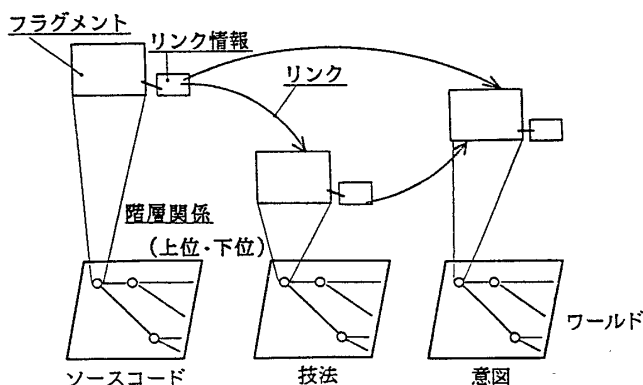 フラグメント
リンク情報
リンク
階層関係
(上位・下位)
ワールド
ソースコード
技法
意図